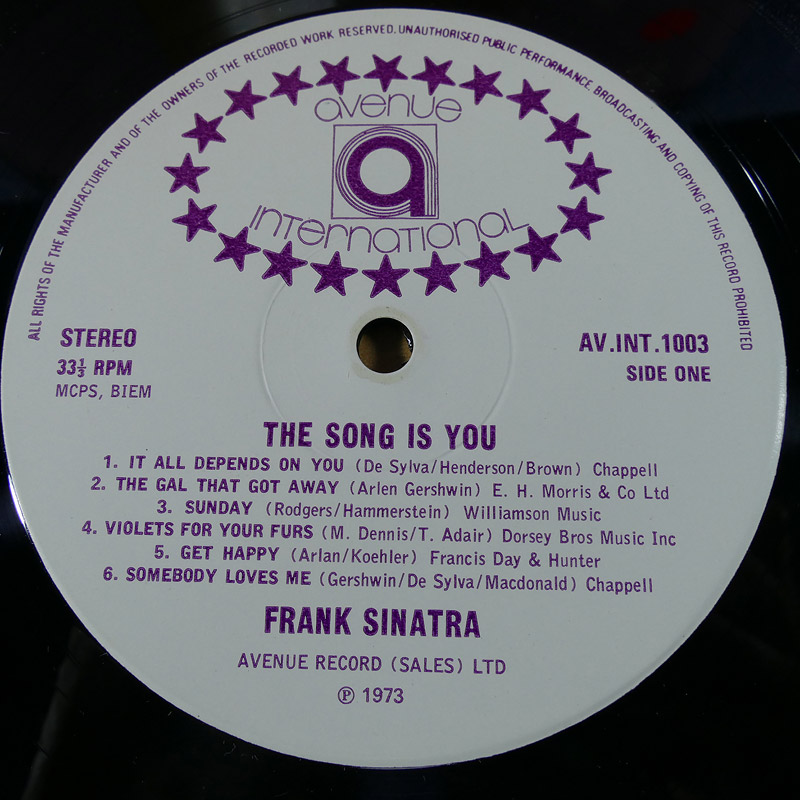 ALL RIGHTS OF THE MANUFACTURER AND OF THE OWNERS OF THE RECORDED WORK RESERVED. UNAUTHORISED PUBLIC PERFORMANCE, BROADCASTING AND COPYING OF THIS RECORD PROHIBITED
avenue
a
INTernaTIonal
STEREO
33⅓ RPM
MCPS, BIEM
AV.INT.1003
SIDE ONE
THE SONG IS YOU
1. IT ALL DEPENDS ON YOU (De Sylva/Henderson/Brown) Chappell
2. THE GAL THAT GOT AWAY (Arlen Gershwin) E. H. Morris & Co Ltd
3. SUNDAY (Rodgers/Hammerstein) Williamson Music
4. VIOLETS FOR YOUR FURS (M. Dennis/T. Adair) Dorsey Bros Music Inc
5. GET HAPPY (Arlan/Koehler) Francis Day & Hunter
6. SOMEBODY LOVES ME (Gershwin/De Sylva/Macdonald) Chappell
FRANK SINATRA
AVENUE RECORD (SALES) LTD
℗ 1973